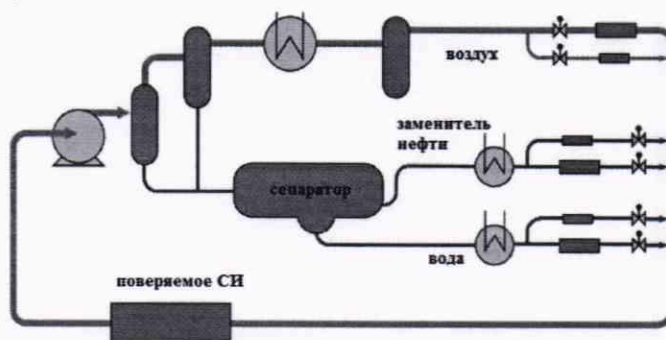 воздух
заменитель
нефти
сепаратор
вода
поверяемое СИ